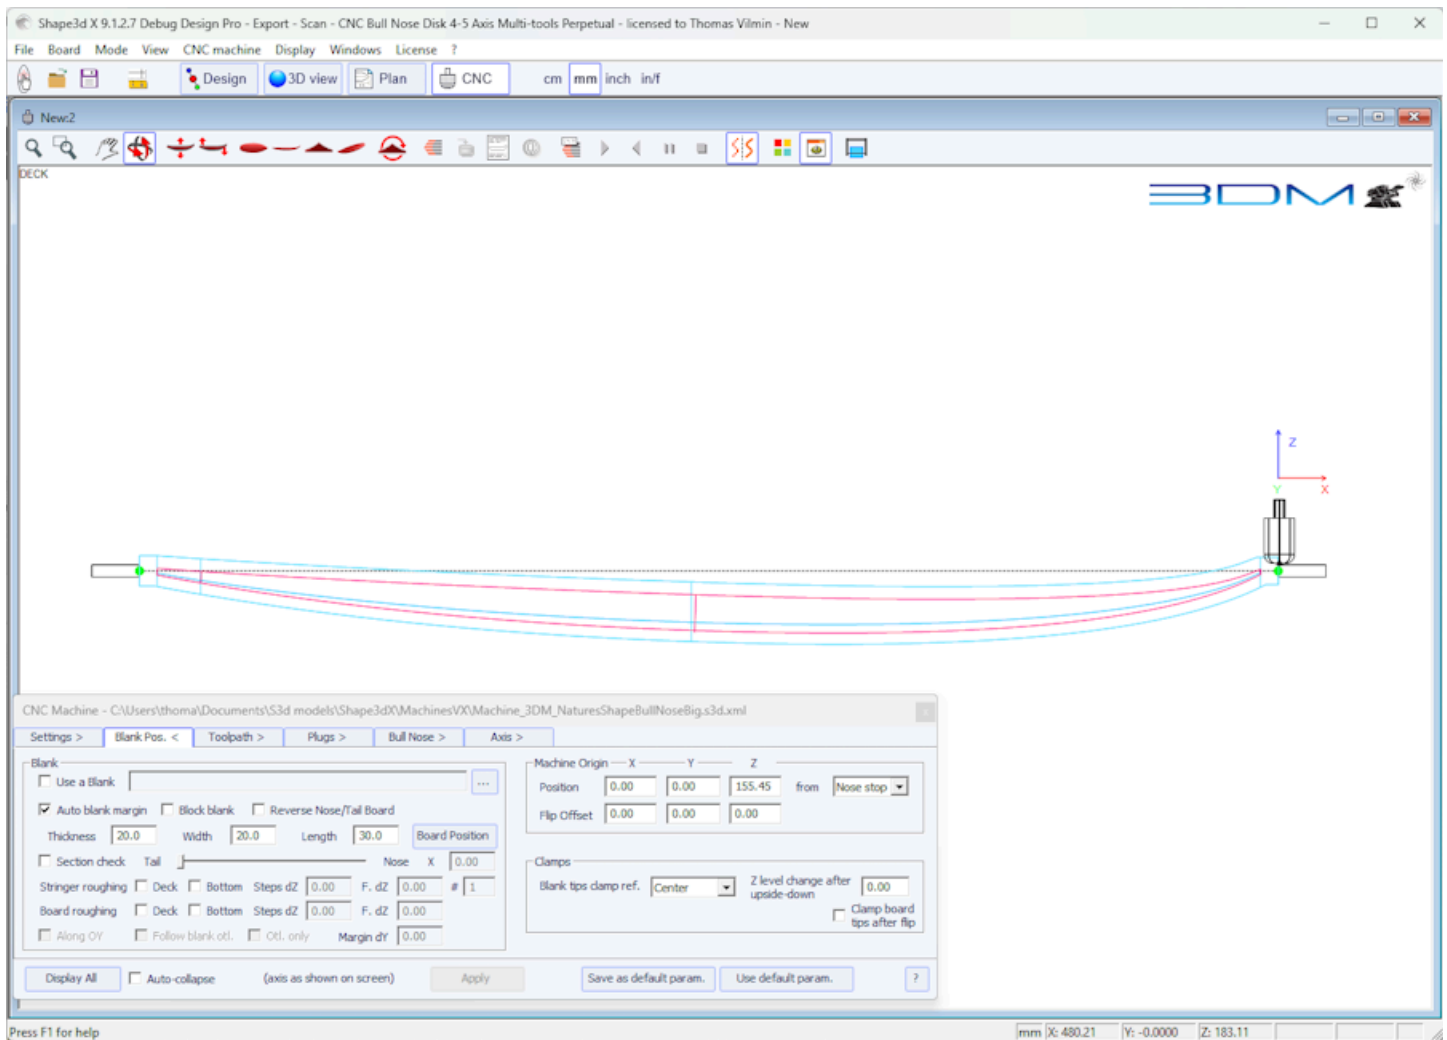 Shape3d X 9.1.2.7 Debug Design Pro - Export - Scan - CNC Bull Nose Disk 4-5 Axis Multi-tools Perpetual - licensed to Thomas Vilmin - New
File Board Mode View CNC machine Display Windows License ?
Design 3D view Plan CNC cm mm inch in/f
New:2
DECK
3DM
Z
Y X
CNC Machine - C:\Users\thoma\Documents\S3d models\Shape3dX\MachinesVX\Machine_3DM_NaturesShapeBullNoseBig.s3d.xml
Settings > Blank Pos. < Toolpath > Plugs > Bull Nose > Axis >
Blank
Use a Blank ...
Auto blank margin Block blank Reverse Nose/Tail Board
Thickness 20.0 Width 20.0 Length 30.0 Board Position
Section check Tail Nose X 0.00
Stringer roughing Deck Bottom Steps dZ 0.00 F. dZ 0.00 # 1
Board roughing Deck Bottom Steps dZ 0.00 F. dZ 0.00
Along OY Follow blank otl. Otl. only Margin dY 0.00
Machine Origin X Y Z
Position 0.00 0.00 155.45 from Nose stop
Flip Offset 0.00 0.00 0.00
Clamps
Blank tips clamp ref. Center Z level change after upside-down 0.00
Clamp board tips after flip
Display All Auto-collapse (axis as shown on screen) Apply Save as default param. Use default param. ?
Press F1 for help mm X: 480.21 Y: -0.0000 Z: 183.11